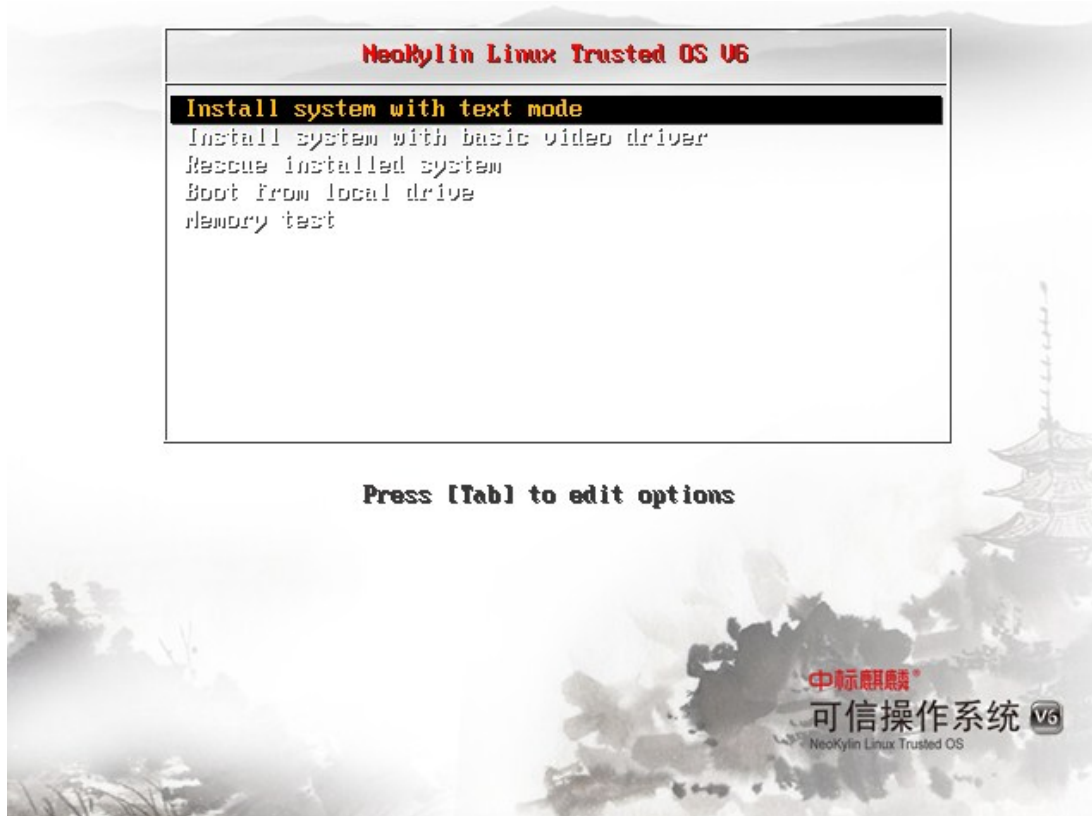 NeoKylin Linux Trusted OS V6
Install system with text mode
Install system with basic video driver
Rescue installed system
Boot from local drive
Memory test
Press [Tab] to edit options
中标麒麟®
可信操作系统 V6
NeoKylin Linux Trusted OS